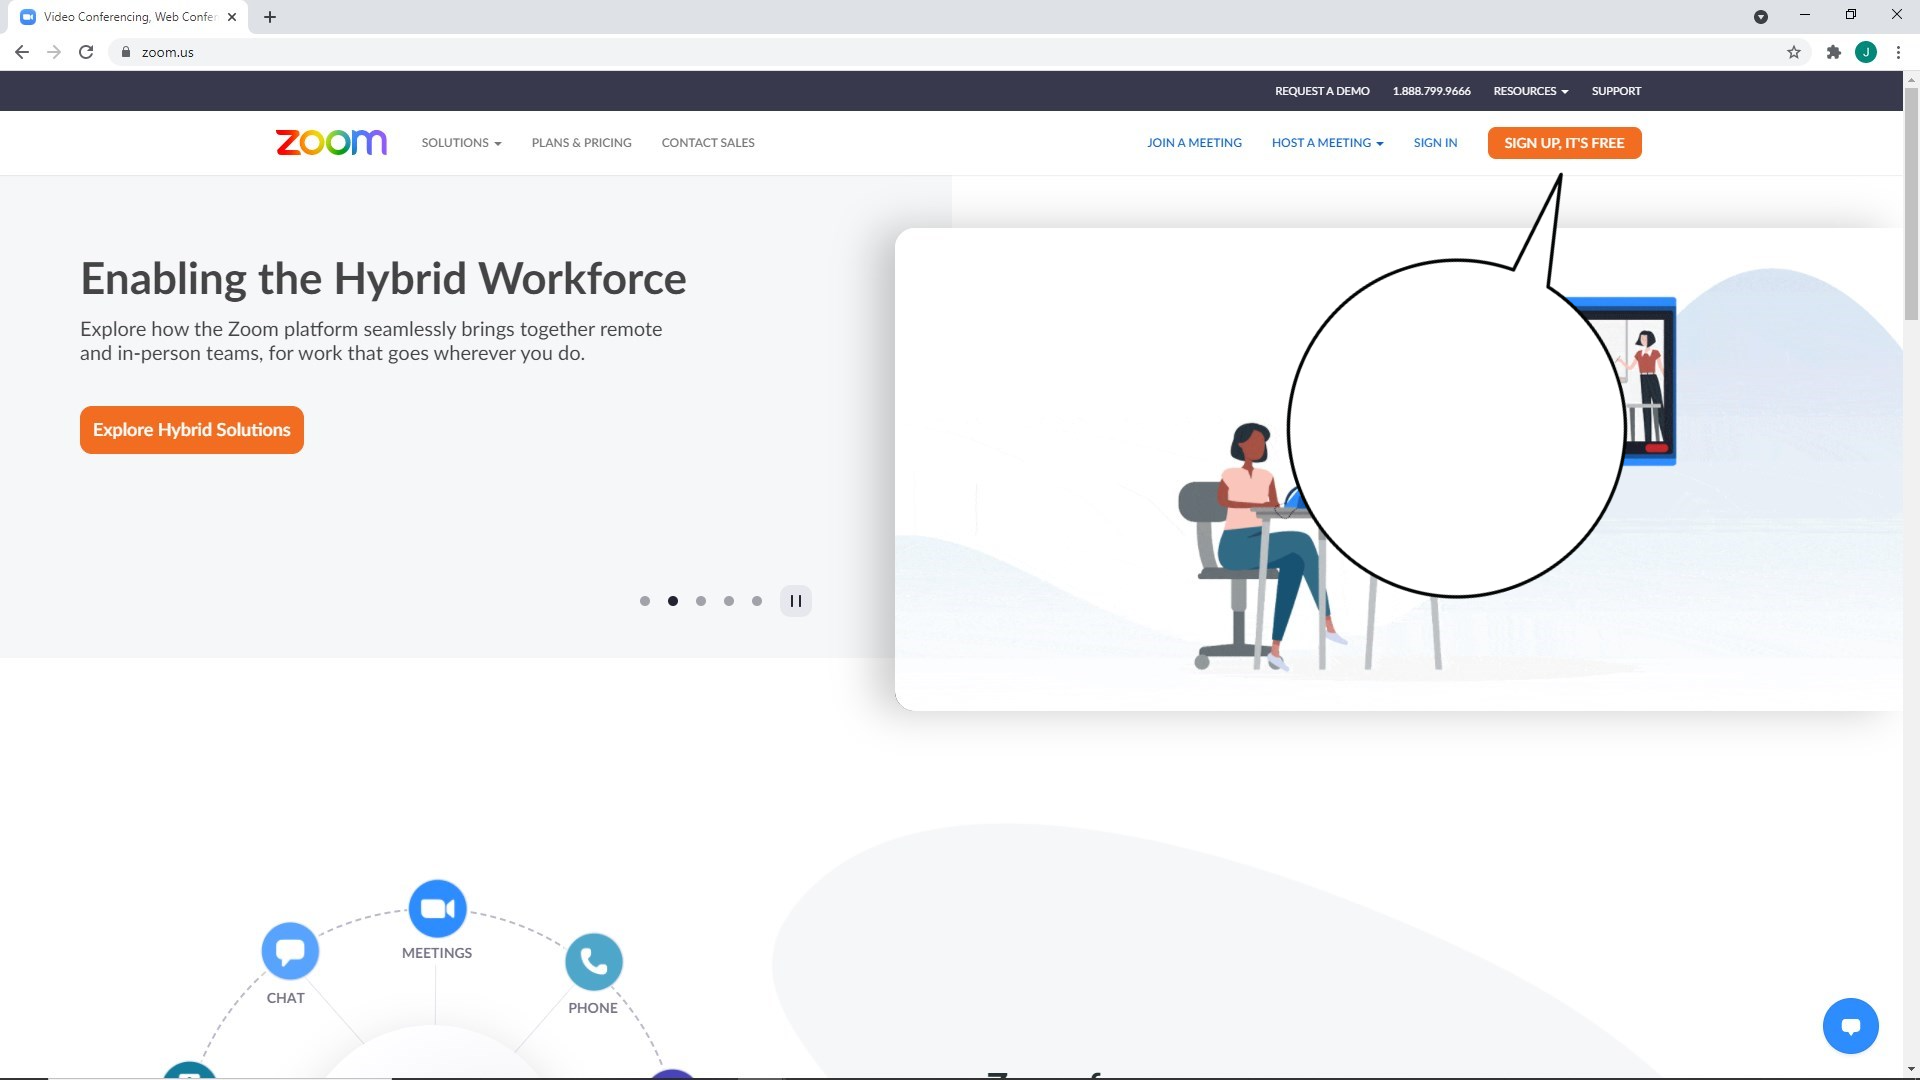 Video Conferencing, Web Confer
zoom.us
J
REQUEST A DEMO 1.888.799.9666 RESOURCES SUPPORT
zoom SOLUTIONS PLANS & PRICING CONTACT SALES JOIN A MEETING HOST A MEETING SIGN IN SIGN UP, IT'S FREE
Enabling the Hybrid Workforce
Explore how the Zoom platform seamlessly brings together remote
and in-person teams, for work that goes wherever you do.
Explore Hybrid Solutions
MEETINGS
CHAT
PHONE